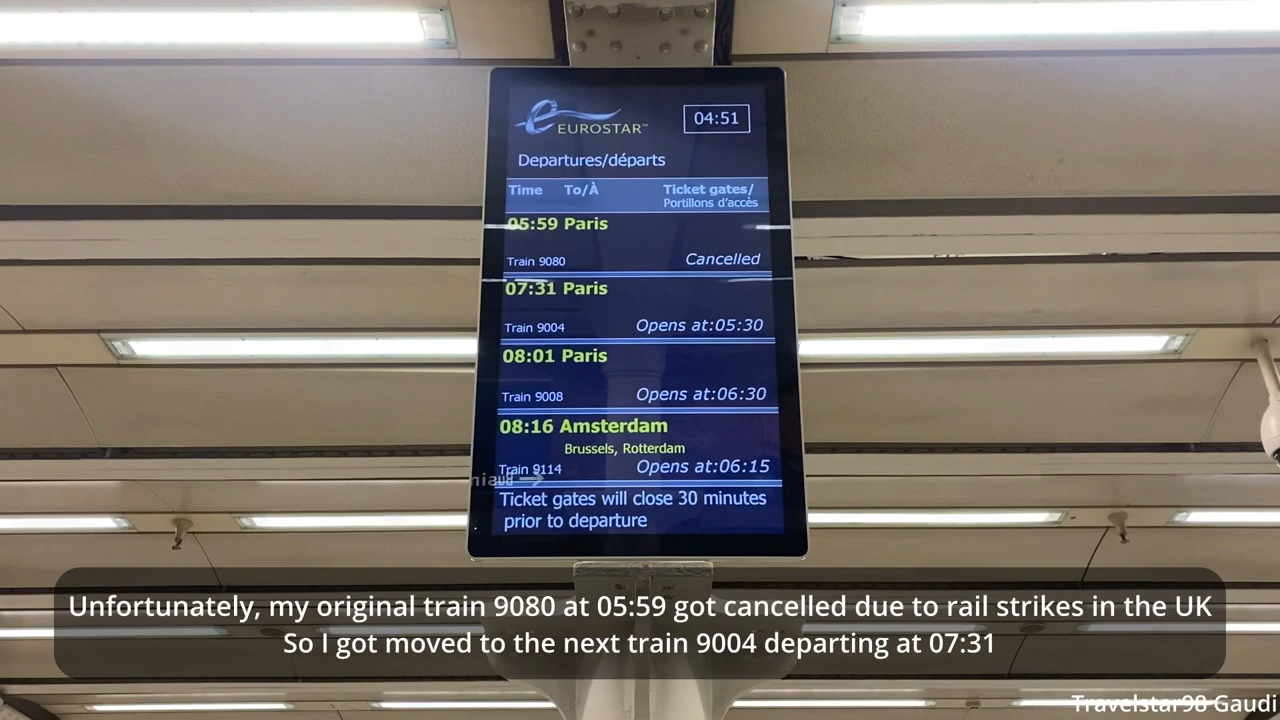 EUROSTAR™
04:51
Departures/départs
Time To/À Ticket gates/
Portillons d'accès
05:59 Paris
Train 9080 Cancelled
07:31 Paris
Train 9004 Opens at:05:30
08:01 Paris
Train 9008 Opens at:06:30
08:16 Amsterdam
Brussels, Rotterdam
Train 9114 Opens at:06:15
Ticket gates will close 30 minutes
prior to departure
Unfortunately, my original train 9080 at 05:59 got cancelled due to rail strikes in the UK
So I got moved to the next train 9004 departing at 07:31
Travelstar98 Gaudi